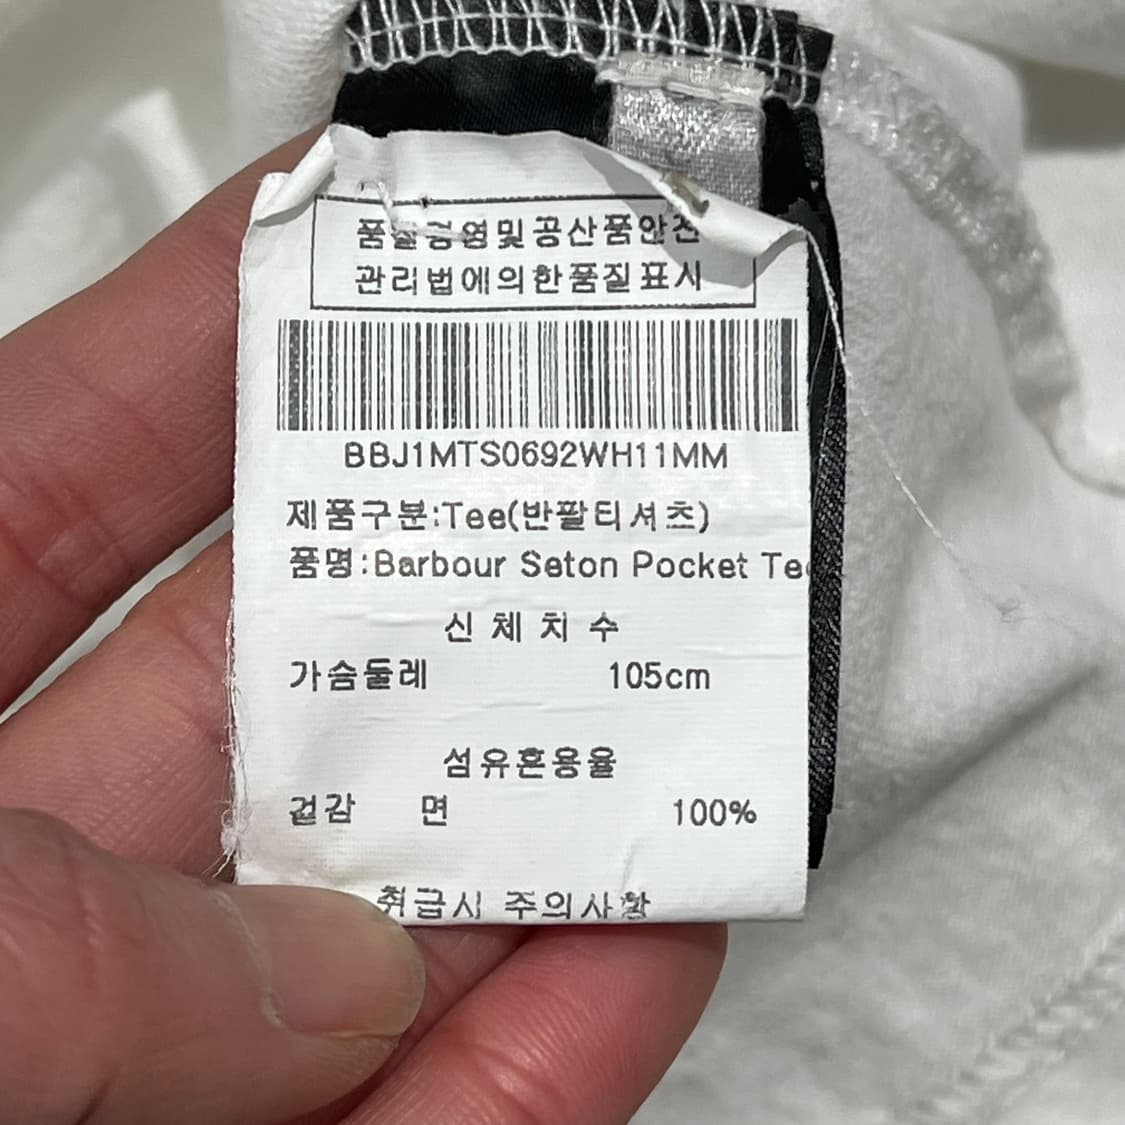 품질경영및공산품안전
관리법에의한품질표시
BBJ1MTS0692WH11MM
제품구분:Tee(반팔티셔츠)
품명:Barbour Seton Pocket Te
신체치수
가슴둘레 105cm
섬유혼용율
겉감 면 100%
취급시 주의사항